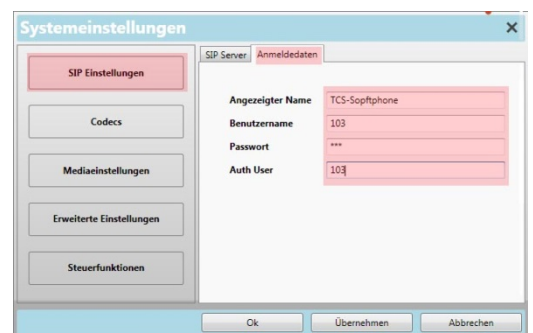 Systemeinstellungen
SIP Einstellungen
Codecs
Mediaeinstellungen
Erweiterte Einstellungen
Steuerfunktionen
SIP Server Anmeldedaten
Angezeigter Name TCS-Sopftphone
Benutzername 103
Passwort ***
Auth User 103
Ok Übernehmen Abbrechen